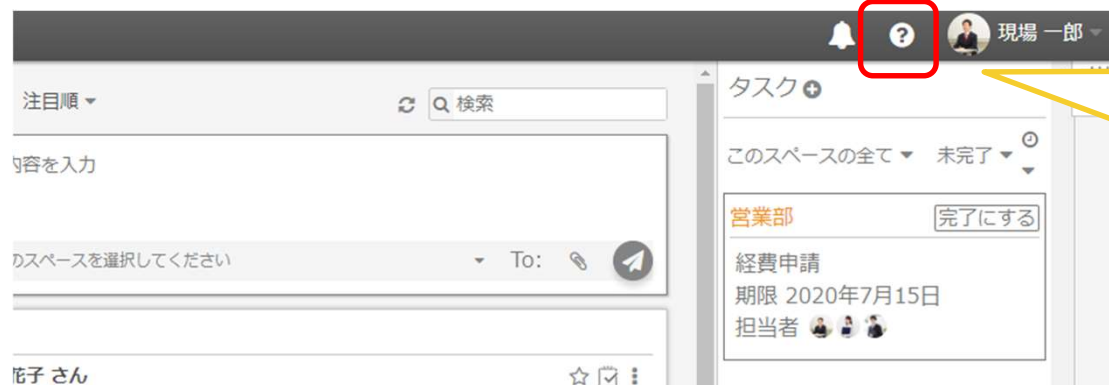 現場 一郎
注目順
検索
内容を入力
のスペースを選択してください
To:
花子 さん
タスク
このスペースの全て
未完了
営業部
完了にする
経費申請
期限 2020年7月15日
担当者